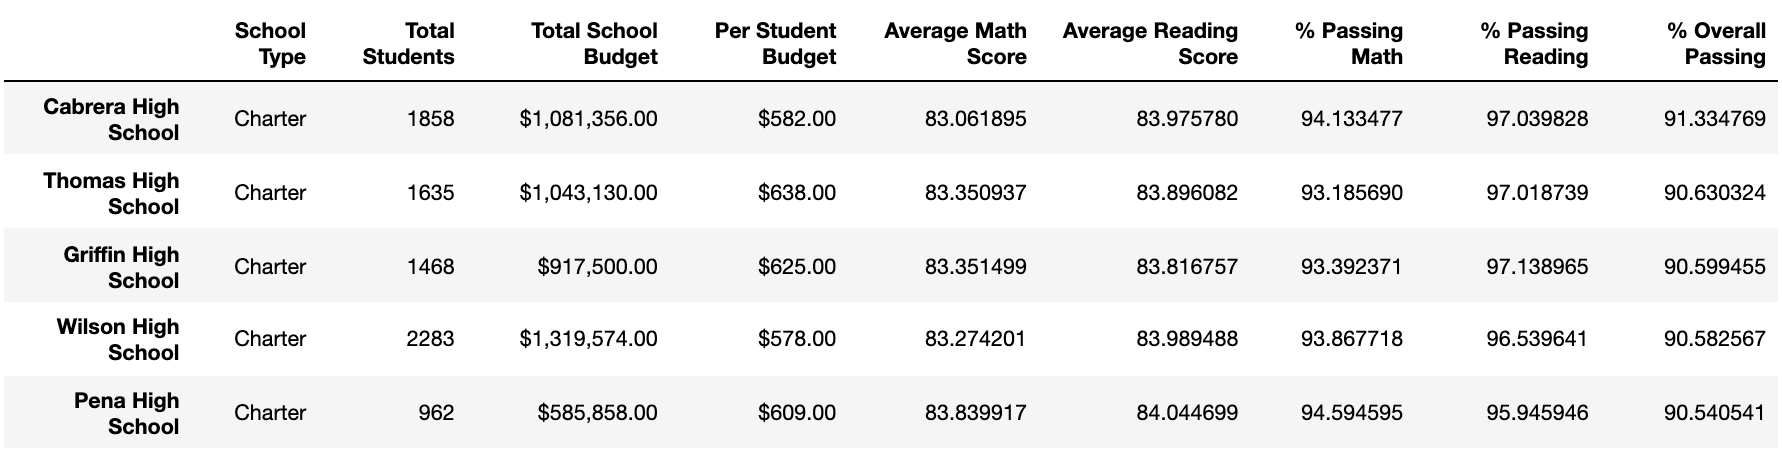 School Type Total Students Total School Budget Per Student Budget Average Math Score Average Reading Score % Passing Math % Passing Reading % Overall Passing
Cabrera High School Charter 1858 $1,081,356.00 $582.00 83.061895 83.975780 94.133477 97.039828 91.334769
Thomas High School Charter 1635 $1,043,130.00 $638.00 83.350937 83.896082 93.185690 97.018739 90.630324
Griffin High School Charter 1468 $917,500.00 $625.00 83.351499 83.816757 93.392371 97.138965 90.599455
Wilson High School Charter 2283 $1,319,574.00 $578.00 83.274201 83.989488 93.867718 96.539641 90.582567
Pena High School Charter 962 $585,858.00 $609.00 83.839917 84.044699 94.594595 95.945946 90.540541